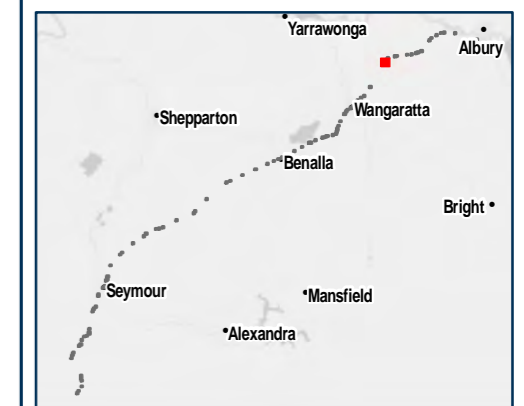 Yarrawonga
Albury
Wangaratta
Shepparton
Benalla
Bright
Seymour
Mansfield
Alexandra